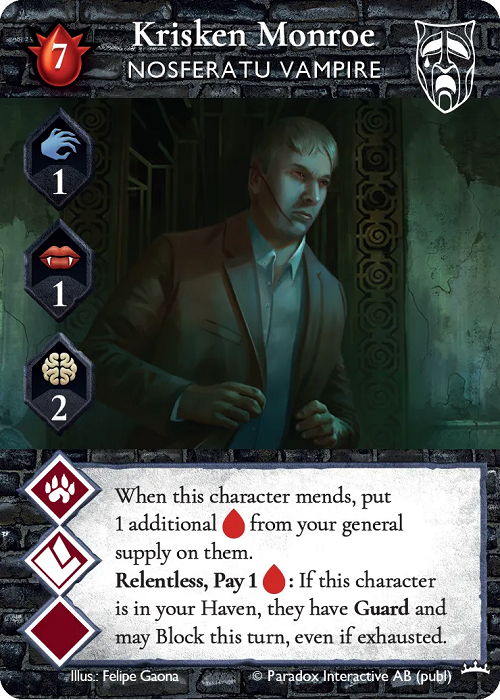 7
Krisken Monroe
NOSFERATU VAMPIRE
1
1
2
When this character mends, put
1 additional from your general
supply on them.
Relentless, Pay 1 : If this character
is in your Haven, they have Guard and
may Block this turn, even if exhausted.
Illus.: Felipe Gaona © Paradox Interactive AB (publ)